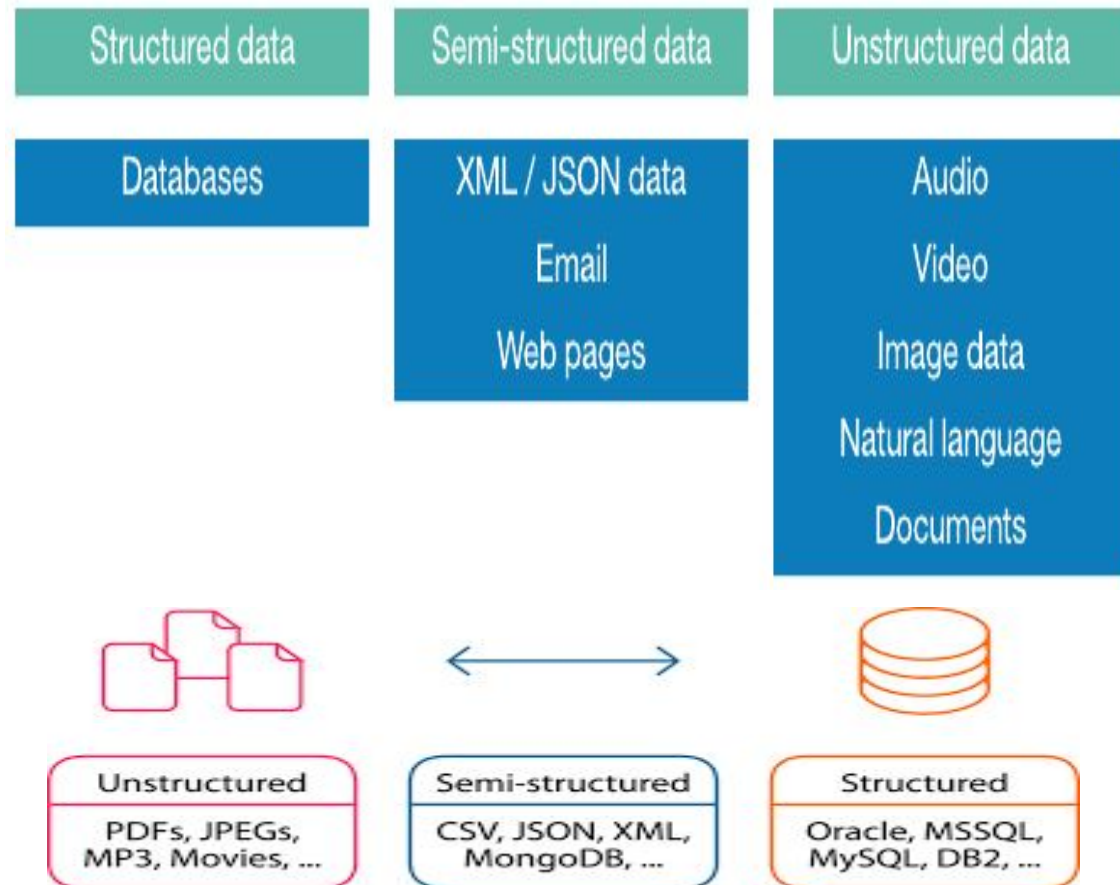 Structured data
Semi-structured data
Unstructured data
Databases
XML / JSON data
Email
Web pages
Audio
Video
Image data
Natural language
Documents
Unstructured
PDFs, JPEGs,
MP3, Movies, ...
Semi-structured
CSV, JSON, XML,
MongoDB, ...
Structured
Oracle, MSSQL,
MySQL, DB2, ...